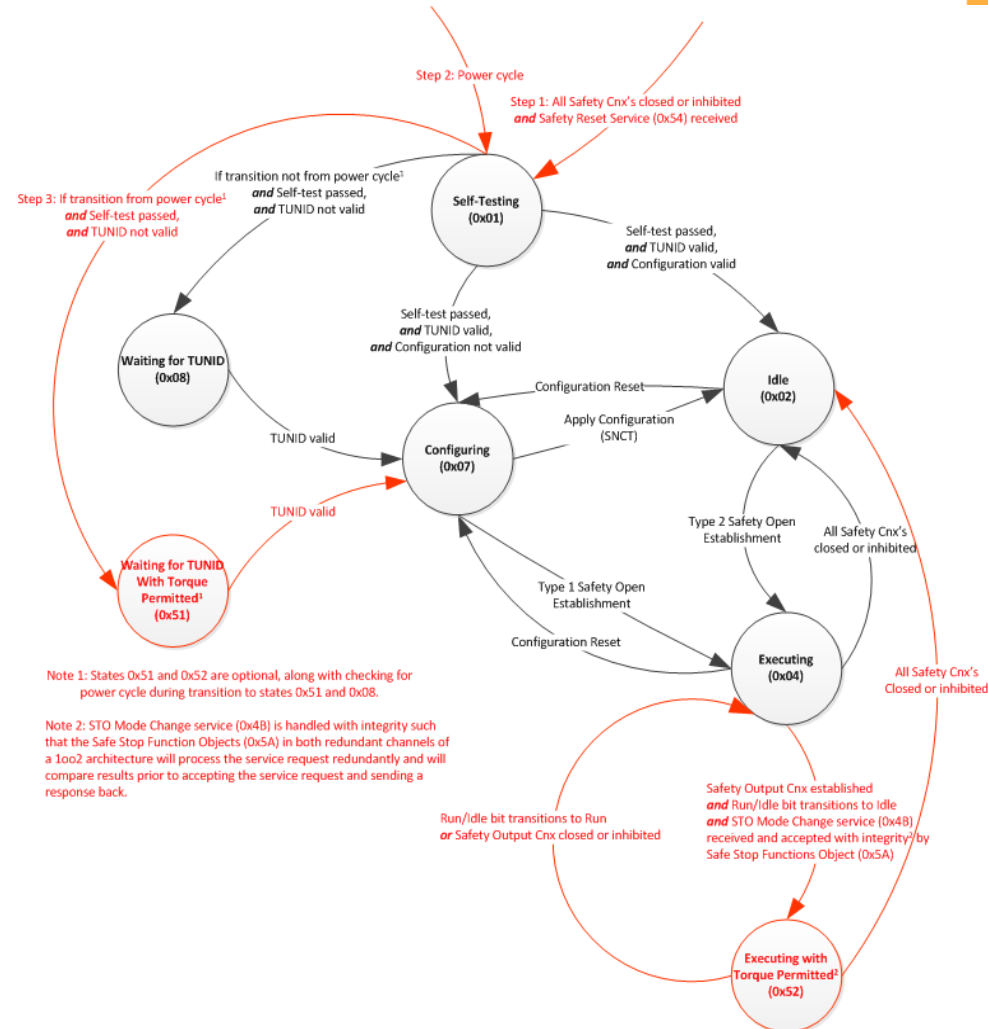 Step 2: Power cycle
Step 1: All Safety Cnx's closed or inhibited
and Safety Reset Service (0x54) received
If transition not from power cycle¹
and Self-test passed,
and TUNID not valid
Step 3: If transition from power cycle¹
and Self-test passed,
and TUNID not valid
Self-Testing
(0x01)
Self-test passed,
and TUNID valid,
and Configuration valid
Self-test passed,
and TUNID valid,
and Configuration not valid
Waiting for TUNID
(0x08)
Idle
(0x02)
Configuration Reset
Apply Configuration
(SNCT)
TUNID valid
Configuring
(0x07)
TUNID valid
Type 2 Safety Open
Establishment
All Safety Cnx's
closed or inhibited
Waiting for TUNID
With Torque
Permitted¹
(0x51)
Type 1 Safety Open
Establishment
Configuration Reset
Executing
(0x04)
All Safety Cnx's
Closed or inhibited
Note 1: States 0x51 and 0x52 are optional, along with checking for
power cycle during transition to states 0x51 and 0x08.
Note 2: STO Mode Change service (0x4B) is handled with integrity such
that the Safe Stop Function Objects (0x5A) in both redundant channels of
a 1oo2 architecture will process the service request redundantly and will
compare results prior to accepting the service request and sending a
response back.
Run/Idle bit transitions to Run
or Safety Output Cnx closed or inhibited
Safety Output Cnx established
and Run/Idle bit transitions to Idle
and STO Mode Change service (0x4B)
received and accepted with integrity² by
Safe Stop Functions Object (0x5A)
Executing with
Torque Permitted²
(0x52)